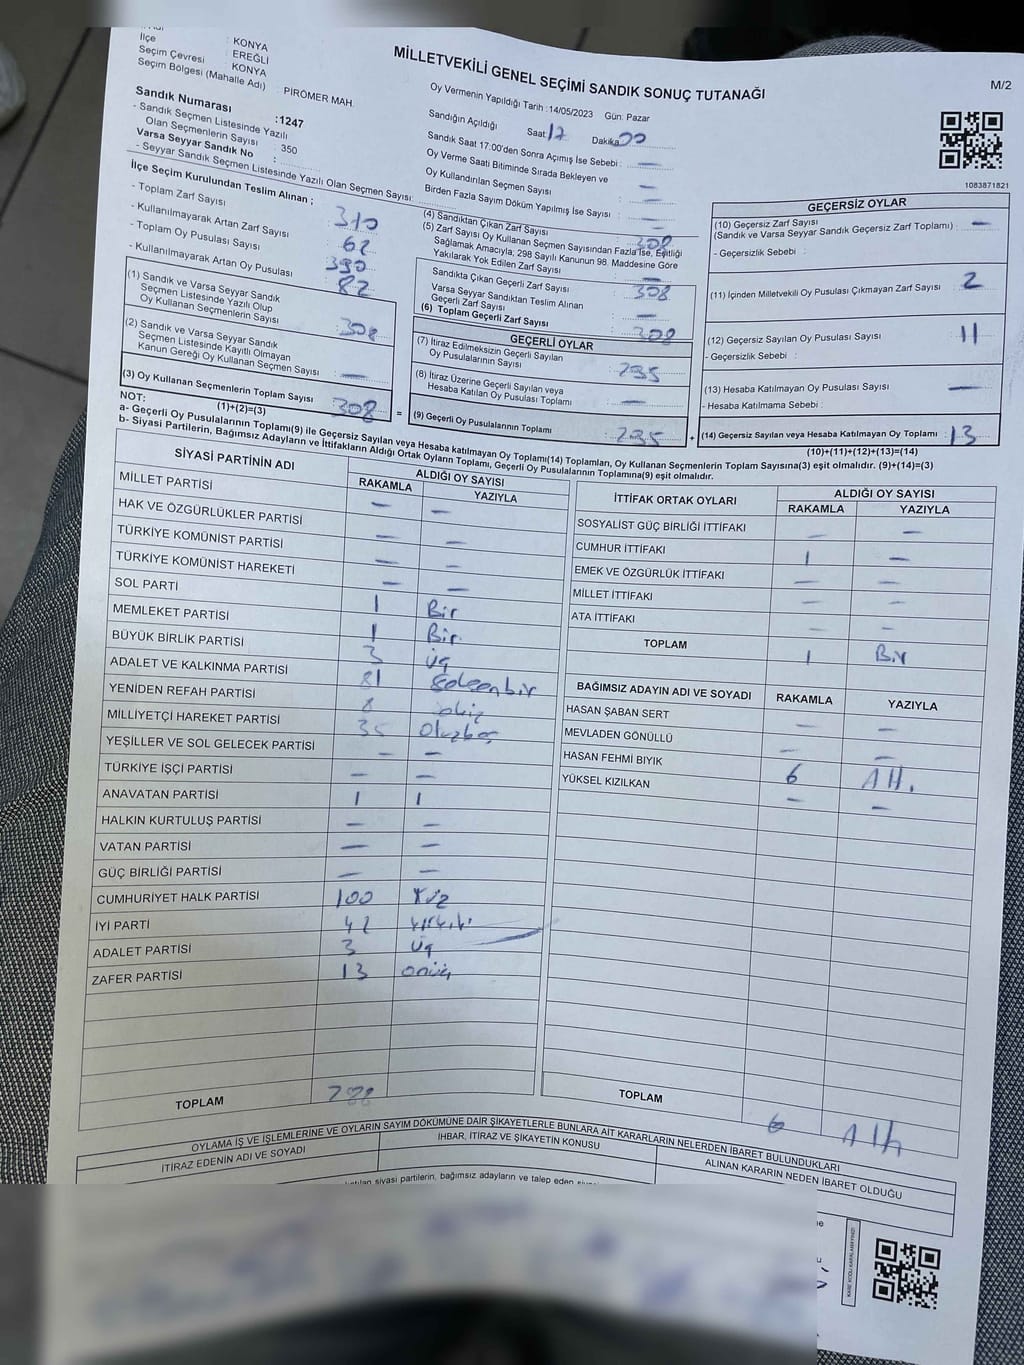 İlçe : KONYA
Seçim Çevresi : EREĞLİ
Seçim Bölgesi (Mahalle Adı) : KONYA
PİRÖMER MAH.
Sandık Numarası :1247
- Sandık Seçmen Listesinde Yazılı
Olan Seçmenlerin Sayısı : 350
Varsa Seyyar Sandık No :
- Seyyar Sandık Seçmen Listesinde Yazılı Olan Seçmen Sayısı:
MİLLETVEKİLİ GENEL SEÇİMİ SANDIK SONUÇ TUTANAĞI
M/2
Oy Vermenin Yapıldığı Tarih : 14/05/2023 Gün: Pazar
Sandığın Açıldığı Saat 17 Dakika 00
Sandık Saat 17:00'den Sonra Açımış İse Sebebi : —
Oy Verme Saati Bitiminde Sırada Bekleyen ve
Oy Kullandırılan Seçmen Sayısı : —
Birden Fazla Sayım Döküm Yapılmış İse Sayısı : —
1083871821
İlçe Seçim Kurulundan Teslim Alınan ;
- Toplam Zarf Sayısı : 310
- Kullanılmayarak Artan Zarf Sayısı : 62
- Toplam Oy Pusulası Sayısı : 390
- Kullanılmayarak Artan Oy Pusulası : 82
(1) Sandık ve Varsa Seyyar Sandık
Seçmen Listesinde Yazılı Olup
Oy Kullanan Seçmenlerin Sayısı : 308
(2) Sandık ve Varsa Seyyar Sandık
Seçmen Listesinde Kayıtlı Olmayan
Kanun Gereği Oy Kullanan Seçmen Sayısı : —
(3) Oy Kullanan Seçmenlerin Toplam Sayısı 308
(1)+(2)=(3)
(4) Sandıktan Çıkan Zarf Sayısı : 308
(5) Zarf Sayısı Oy Kullanan Seçmen Sayısından Fazla İse, Eşitliği
Sağlamak Amacıyla; 298 Sayılı Kanunun 98. Maddesine Göre
Yakılarak Yok Edilen Zarf Sayısı : —
Sandıkta Çıkan Geçerli Zarf Sayısı : 308
Varsa Seyyar Sandıktan Teslim Alınan
Geçerli Zarf Sayısı : —
(6) Toplam Geçerli Zarf Sayısı : 308
GEÇERLİ OYLAR
(7) İtiraz Edilmeksizin Geçerli Sayılan
Oy Pusulalarının Sayısı : 295
(8) İtiraz Üzerine Geçerli Sayılan veya
Hesaba Katılan Oy Pusulası Toplamı : —
= (9) Geçerli Oy Pusulalarının Toplamı : 295 +
GEÇERSİZ OYLAR
(10) Geçersiz Zarf Sayısı : —
(Sandık ve Varsa Seyyar Sandık Geçersiz Zarf Toplamı)
- Geçersizlik Sebebi :
(11) İçinden Milletvekili Oy Pusulası Çıkmayan Zarf Sayısı : 2
(12) Geçersiz Sayılan Oy Pusulası Sayısı : 11
- Geçersizlik Sebebi :
(13) Hesaba Katılmayan Oy Pusulası Sayısı : —
- Hesaba Katılmama Sebebi :
(14) Geçersiz Sayılan veya Hesaba Katılmayan Oy Toplamı : 13
(10)+(11)+(12)+(13)=(14)
NOT:
a- Geçerli Oy Pusulalarının Toplamı(9) ile Geçersiz Sayılan veya Hesaba katılmayan Oy Toplamı(14) Toplamları, Oy Kullanan Seçmenlerin Toplam Sayısına(3) eşit olmalıdır. (9)+(14)=(3)
b- Siyasi Partilerin, Bağımsız Adayların ve İttifakların Aldığı Ortak Oyların Toplamı, Geçerli Oy Pusulalarının Toplamına(9) eşit olmalıdır.
SİYASİ PARTİNİN ADI ALDIĞI OY SAYISI
RAKAMLA YAZIYLA
MİLLET PARTİSİ — —
HAK VE ÖZGÜRLÜKLER PARTİSİ — —
TÜRKİYE KOMÜNİST PARTİSİ — —
TÜRKİYE KOMÜNİST HAREKETİ — —
SOL PARTİ 1 Bir
MEMLEKET PARTİSİ 1 Bir
BÜYÜK BİRLİK PARTİSİ 3 üç
ADALET VE KALKINMA PARTİSİ 81 Seksenbir
YENİDEN REFAH PARTİSİ 8 sekiz
MİLLİYETÇİ HAREKET PARTİSİ 35 Otuzbeş
YEŞİLLER VE SOL GELECEK PARTİSİ — —
TÜRKİYE İŞÇİ PARTİSİ — —
ANAVATAN PARTİSİ 1 1
HALKIN KURTULUŞ PARTİSİ — —
VATAN PARTİSİ — —
GÜÇ BİRLİĞİ PARTİSİ — —
CUMHURİYET HALK PARTİSİ 100 Yüz
İYİ PARTİ 42 kırkiki
ADALET PARTİSİ 3 üç
ZAFER PARTİSİ 13 onüç
TOPLAM 288
İTTİFAK ORTAK OYLARI ALDIĞI OY SAYISI
RAKAMLA YAZIYLA
SOSYALİST GÜÇ BİRLİĞİ İTTİFAKI — —
CUMHUR İTTİFAKI 1 —
EMEK VE ÖZGÜRLÜK İTTİFAKI — —
MİLLET İTTİFAKI — —
ATA İTTİFAKI — —
TOPLAM 1 Bir
BAĞIMSIZ ADAYIN ADI VE SOYADI RAKAMLA YAZIYLA
HASAN ŞABAN SERT — —
MEVLADEN GÖNÜLLÜ — —
HASAN FEHMİ BIYIK 6 Altı
YÜKSEL KIZILKAN — —
TOPLAM 6 Altı
OYLAMA İŞ VE İŞLEMLERİNE VE OYLARIN SAYIM DÖKÜMÜNE DAİR ŞİKAYETLERLE BUNLARA AİT KARARLARIN NELERDEN İBARET BULUNDUKLARI
İTİRAZ EDENİN ADI VE SOYADI İHBAR, İTİRAZ VE ŞİKAYETİN KONUSU ALINAN KARARIN NEDEN İBARET OLDUĞU
siyasi partilerin, bağımsız adayların ve talep eden